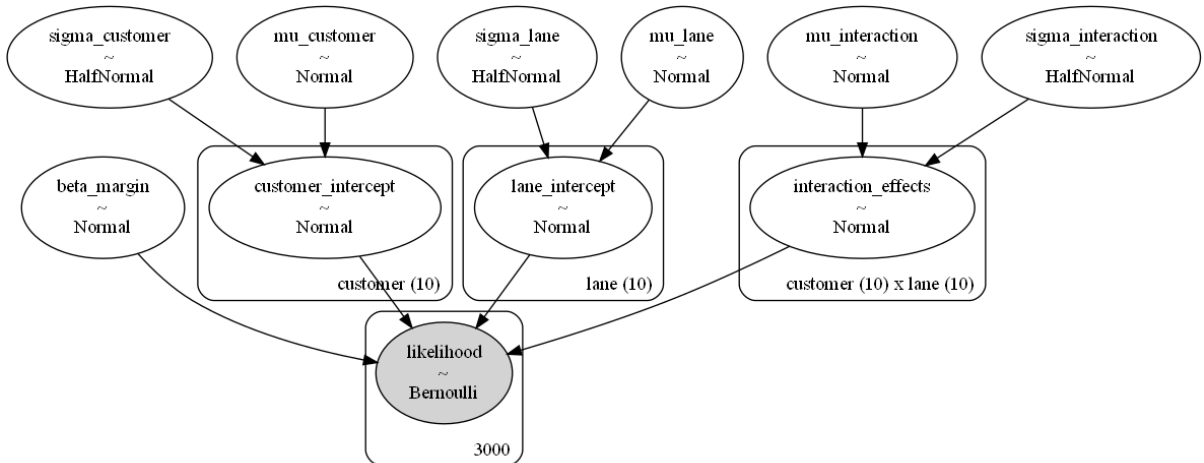 sigma_customer
~
HalfNormal
mu_customer
~
Normal
sigma_lane
~
HalfNormal
mu_lane
~
Normal
mu_interaction
~
Normal
sigma_interaction
~
HalfNormal
beta_margin
~
Normal
customer_intercept
~
Normal
customer (10)
lane_intercept
~
Normal
lane (10)
interaction_effects
~
Normal
customer (10) x lane (10)
likelihood
~
Bernoulli
3000